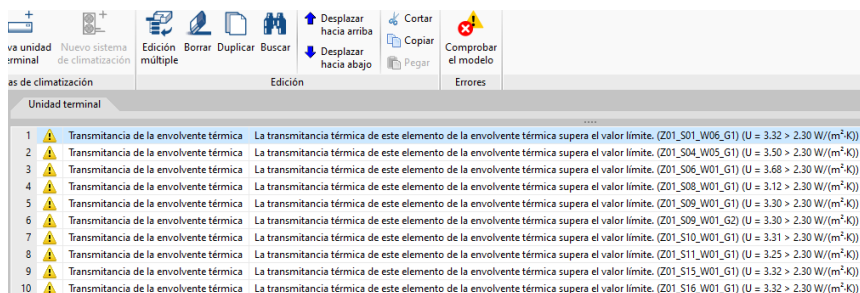 va unidad
erminal
Nuevo sistema
de climatización
Edición
múltiple
Borrar
Duplicar
Buscar
Desplazar
hacia arriba
Desplazar
hacia abajo
Cortar
Copiar
Pegar
Comprobar
el modelo
as de climatización
Edición
Errores
Unidad terminal
1 Transmitancia de la envolvente térmica La transmitancia térmica de este elemento de la envolvente térmica supera el valor límite. (Z01_S01_W06_G1) (U = 3.32 > 2.30 W/(m²·K))
2 Transmitancia de la envolvente térmica La transmitancia térmica de este elemento de la envolvente térmica supera el valor límite. (Z01_S04_W05_G1) (U = 3.50 > 2.30 W/(m²·K))
3 Transmitancia de la envolvente térmica La transmitancia térmica de este elemento de la envolvente térmica supera el valor límite. (Z01_S06_W01_G1) (U = 3.68 > 2.30 W/(m²·K))
4 Transmitancia de la envolvente térmica La transmitancia térmica de este elemento de la envolvente térmica supera el valor límite. (Z01_S08_W01_G1) (U = 3.12 > 2.30 W/(m²·K))
5 Transmitancia de la envolvente térmica La transmitancia térmica de este elemento de la envolvente térmica supera el valor límite. (Z01_S09_W01_G1) (U = 3.30 > 2.30 W/(m²·K))
6 Transmitancia de la envolvente térmica La transmitancia térmica de este elemento de la envolvente térmica supera el valor límite. (Z01_S09_W01_G2) (U = 3.30 > 2.30 W/(m²·K))
7 Transmitancia de la envolvente térmica La transmitancia térmica de este elemento de la envolvente térmica supera el valor límite. (Z01_S10_W01_G1) (U = 3.31 > 2.30 W/(m²·K))
8 Transmitancia de la envolvente térmica La transmitancia térmica de este elemento de la envolvente térmica supera el valor límite. (Z01_S11_W01_G1) (U = 3.25 > 2.30 W/(m²·K))
9 Transmitancia de la envolvente térmica La transmitancia térmica de este elemento de la envolvente térmica supera el valor límite. (Z01_S15_W01_G1) (U = 3.32 > 2.30 W/(m²·K))
10 Transmitancia de la envolvente térmica La transmitancia térmica de este elemento de la envolvente térmica supera el valor límite. (Z01_S16_W01_G1) (U = 3.32 > 2.30 W/(m²·K))